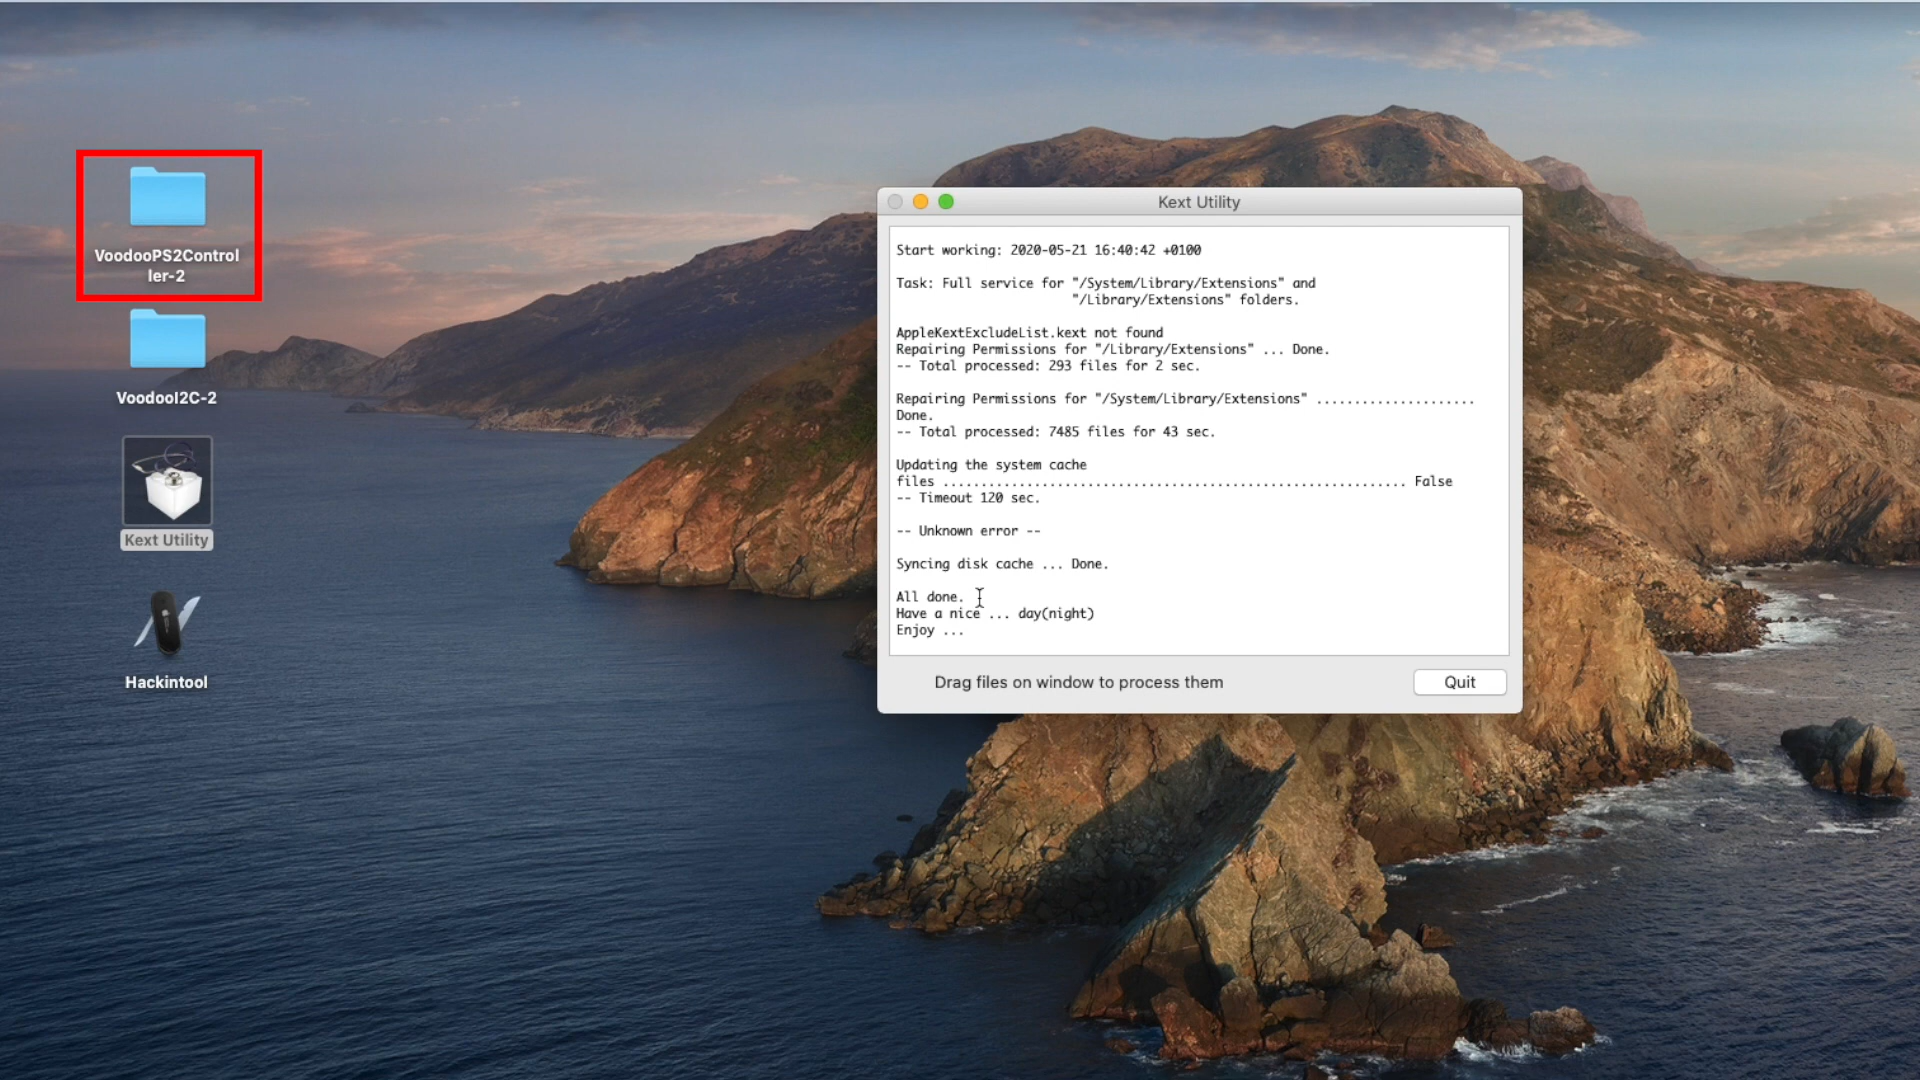 VoodooPS2Control
ler-2
VoodooI2C-2
Kext Utility
Hackintool
Kext Utility
Start working: 2020-05-21 16:40:42 +0100
Task: Full service for "/System/Library/Extensions" and
"/Library/Extensions" folders.
AppleKextExcludeList.kext not found
Repairing Permissions for "/Library/Extensions" ... Done.
-- Total processed: 293 files for 2 sec.
Repairing Permissions for "/System/Library/Extensions" .....................
Done.
-- Total processed: 7485 files for 43 sec.
Updating the system cache
files ............................................................. False
-- Timeout 120 sec.
-- Unknown error --
Syncing disk cache ... Done.
All done.
Have a nice ... day(night)
Enjoy ...
Drag files on window to process them
Quit